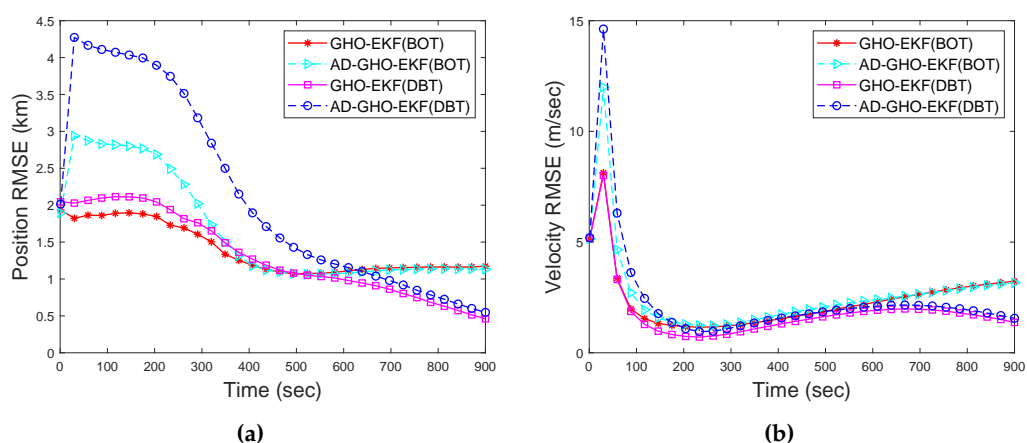 4.5
4
3.5
3
2.5
2
1.5
1
0.5
0
Position RMSE (km)
GHO-EKF(BOT)
AD-GHO-EKF(BOT)
GHO-EKF(DBT)
AD-GHO-EKF(DBT)
0 100 200 300 400 500 600 700 800 900
Time (sec)
(a)
15
10
5
0
Velocity RMSE (m/sec)
GHO-EKF(BOT)
AD-GHO-EKF(BOT)
GHO-EKF(DBT)
AD-GHO-EKF(DBT)
0 100 200 300 400 500 600 700 800 900
Time (sec)
(b)